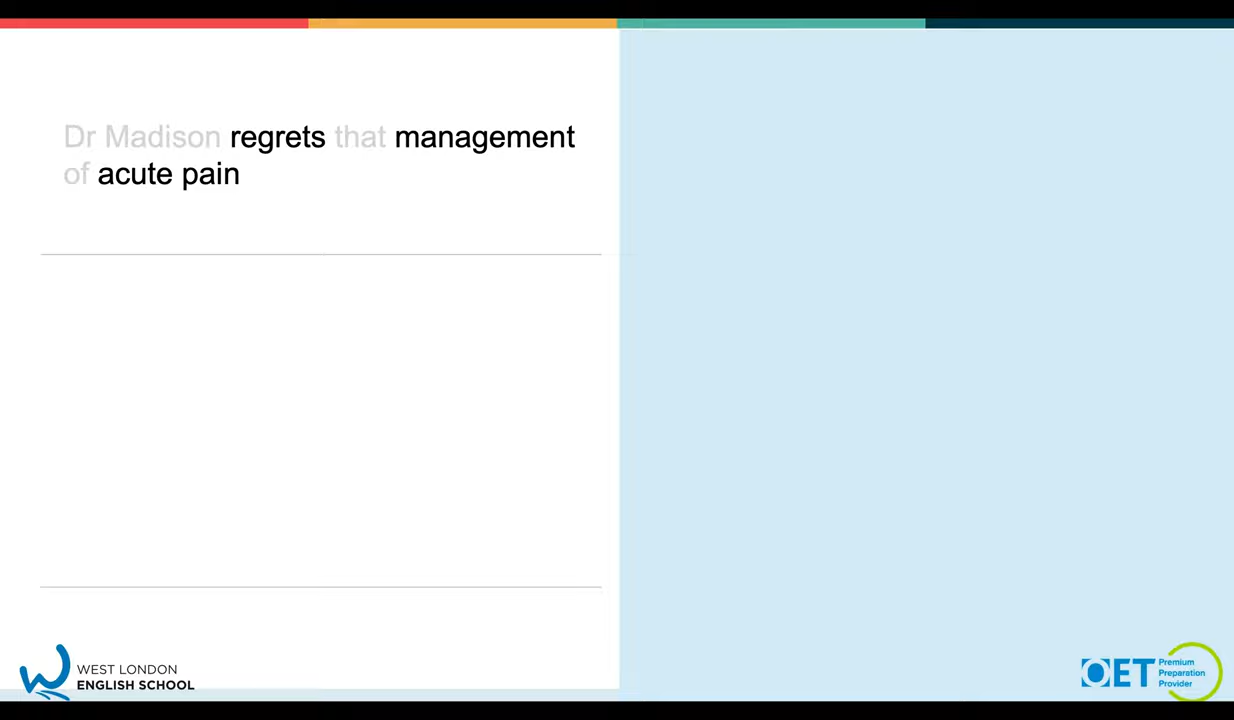 Dr Madison regrets that management
of acute pain
WEST LONDON
ENGLISH SCHOOL
OET
Premium
Preparation
Provider